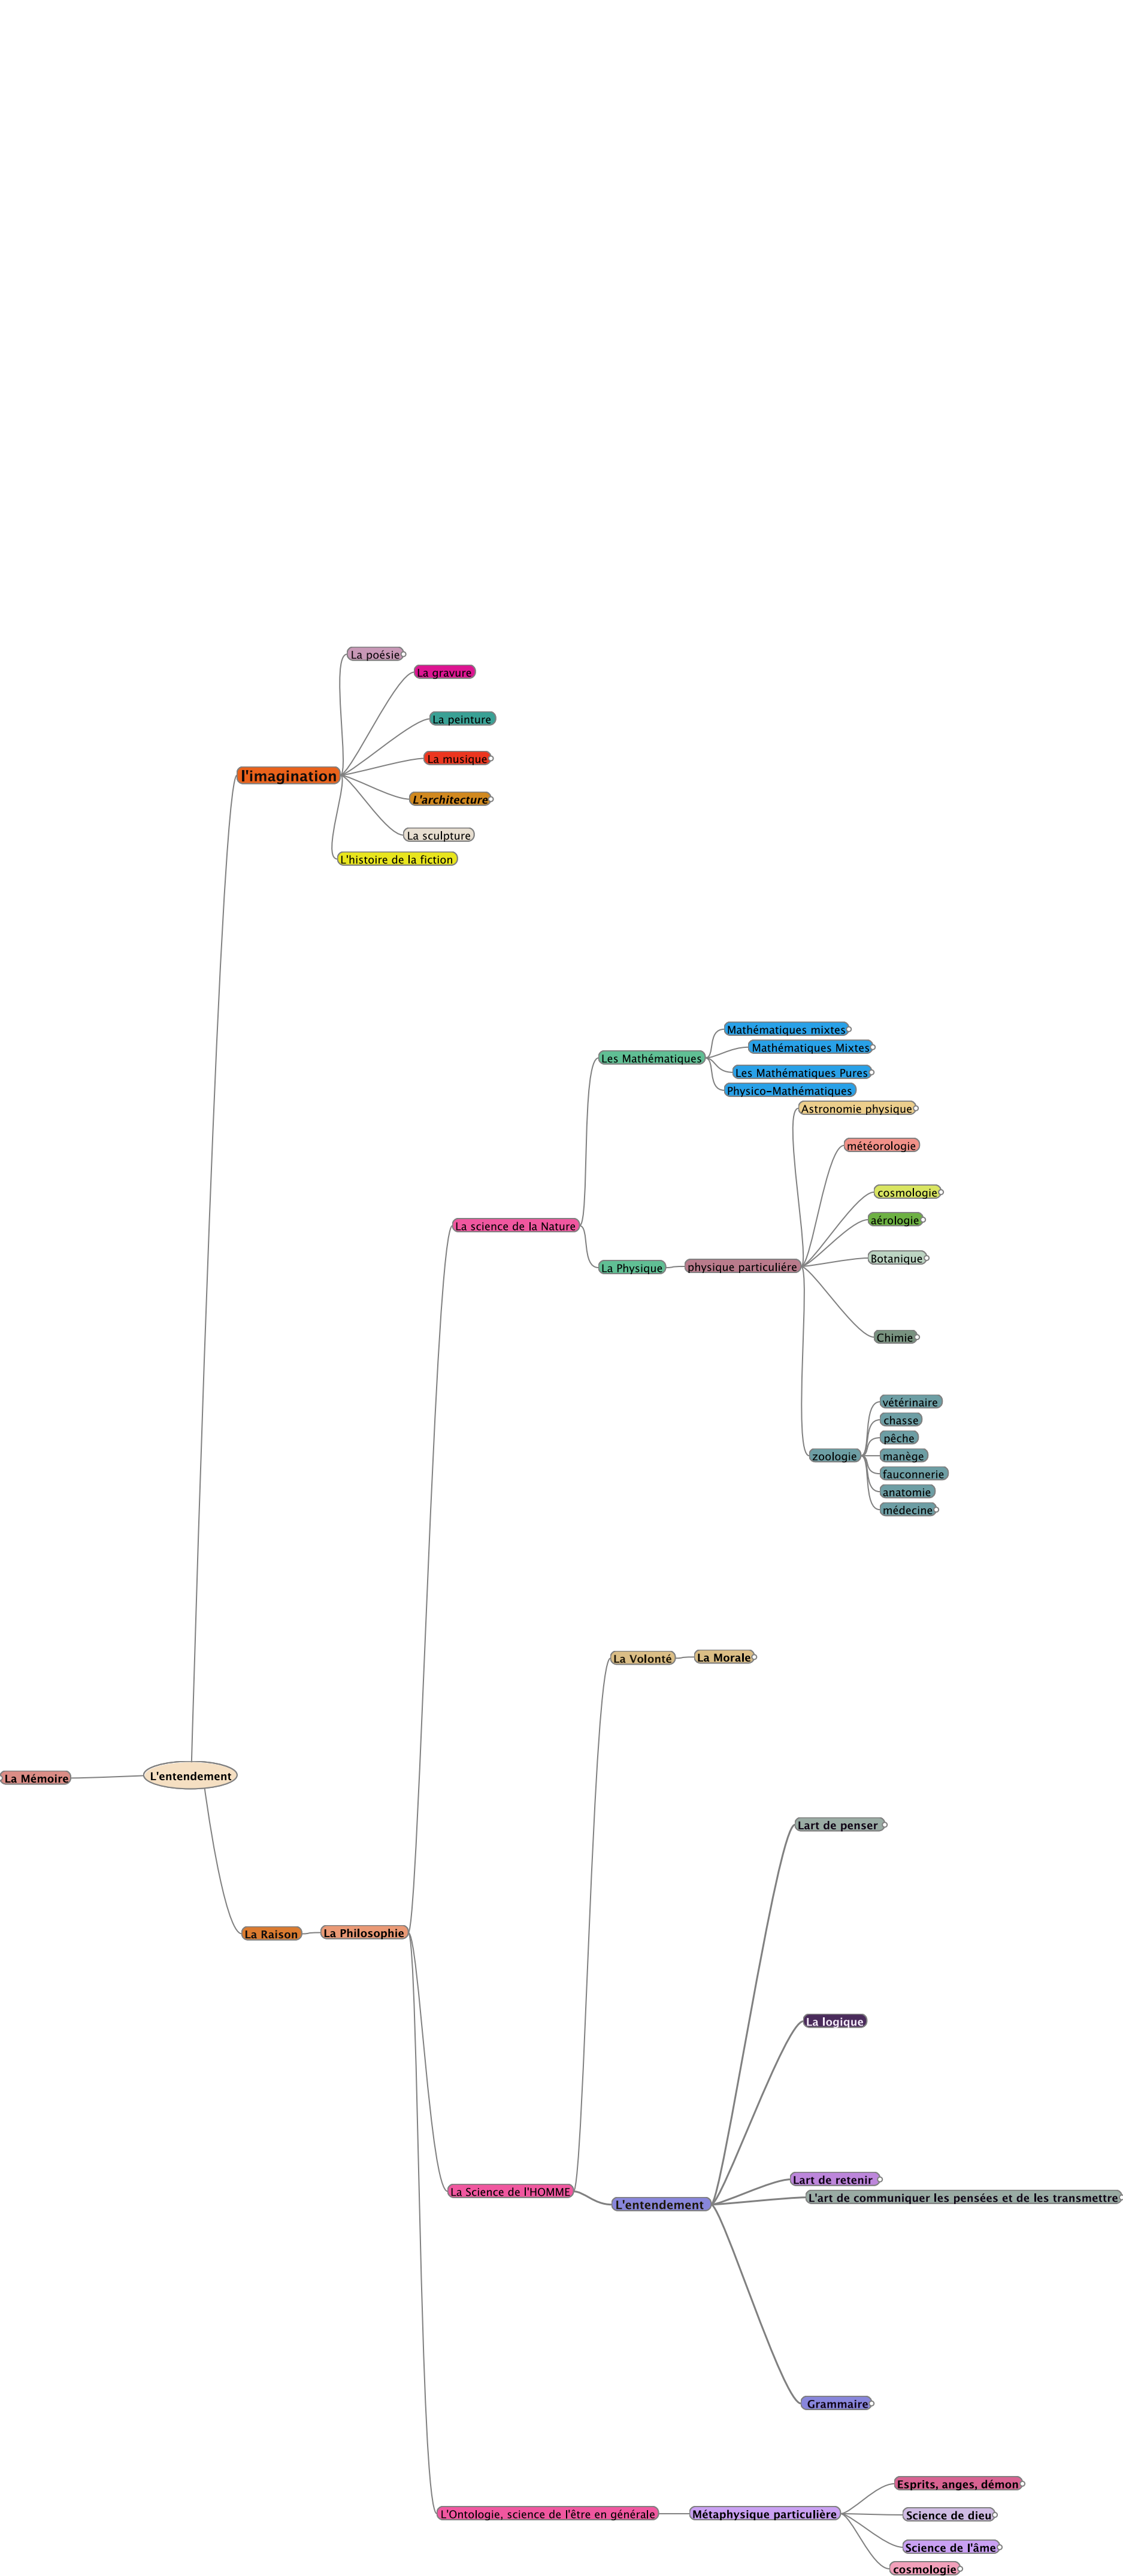 La poésie
La gravure
La peinture
La musique
l'imagination
L'architecture
La sculpture
L'histoire de la fiction
Mathématiques mixtes
Mathématiques Mixtes
Les Mathématiques
Les Mathématiques Pures
Physico-Mathématiques
Astronomie physique
météorologie
cosmologie
aérologie
La science de la Nature
Botanique
La Physique
physique particuliére
Chimie
vétérinaire
chasse
pêche
zoologie
manège
fauconnerie
anatomie
médecine
La Volonté
La Morale
La Mémoire
L'entendement
Lart de penser
La Raison
La Philosophie
La logique
Lart de retenir
La Science de l'HOMME
L'art de communiquer les pensées et de les transmettre
L'entendement
Grammaire
Esprits, anges, démon
L'Ontologie, science de l'être en générale
Métaphysique particulière
Science de dieu
Science de l'âme
cosmologie